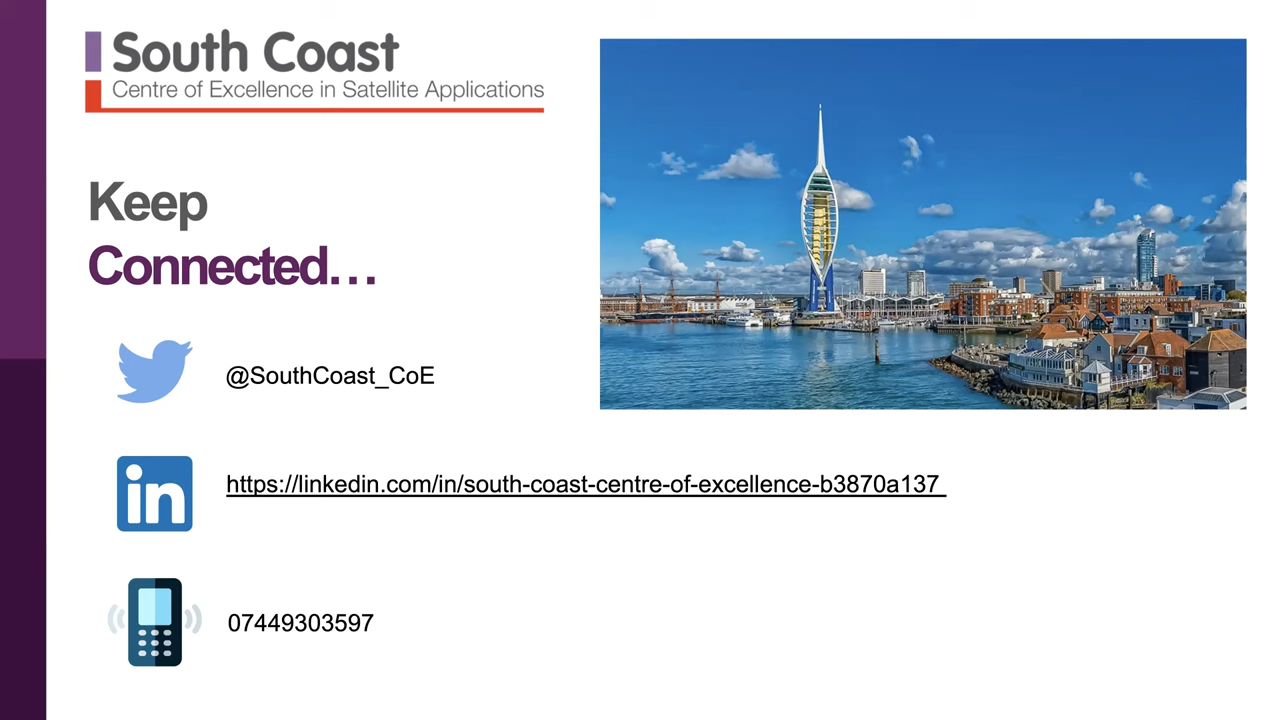 South Coast
Centre of Excellence in Satellite Applications
Keep
Connected…
@SouthCoast_CoE
in
https://linkedin.com/in/south-coast-centre-of-excellence-b3870a137
07449303597